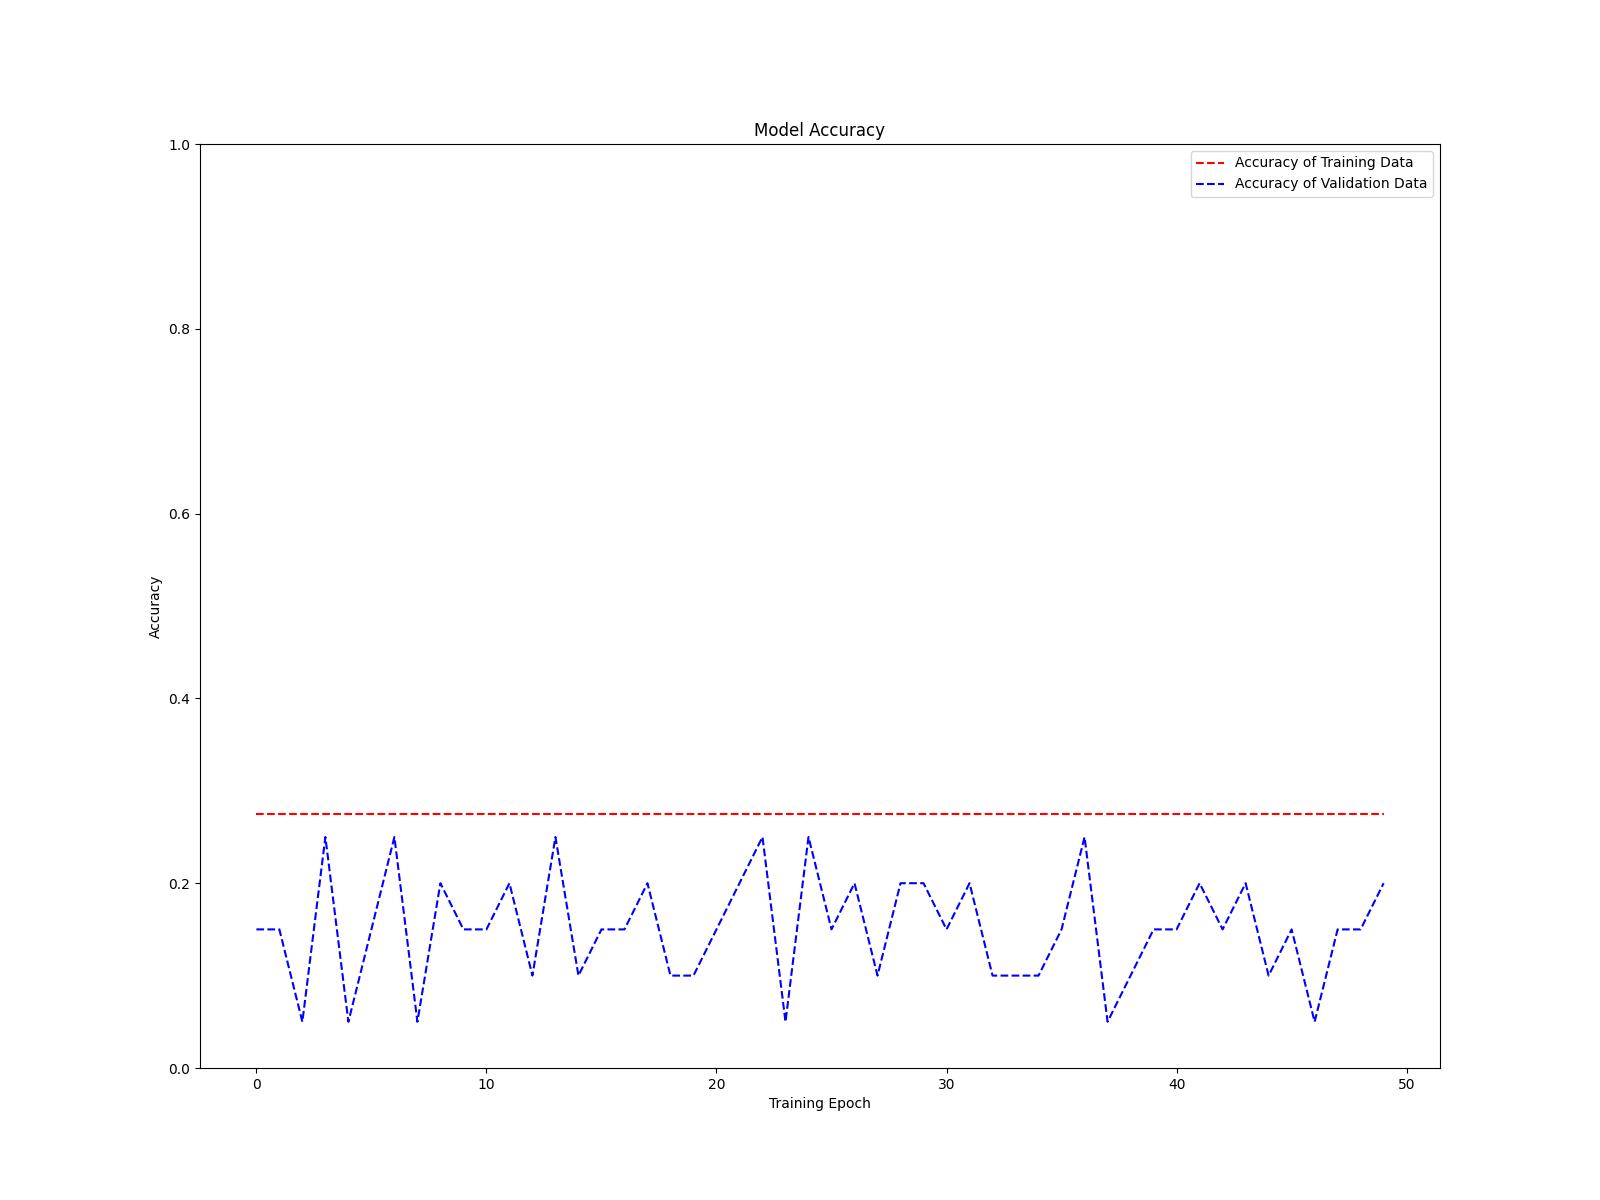 Model Accuracy
1.0
0.8
0.6
0.4
0.2
0.0
Accuracy
Accuracy of Training Data
Accuracy of Validation Data
0 10 20 30 40 50
Training Epoch